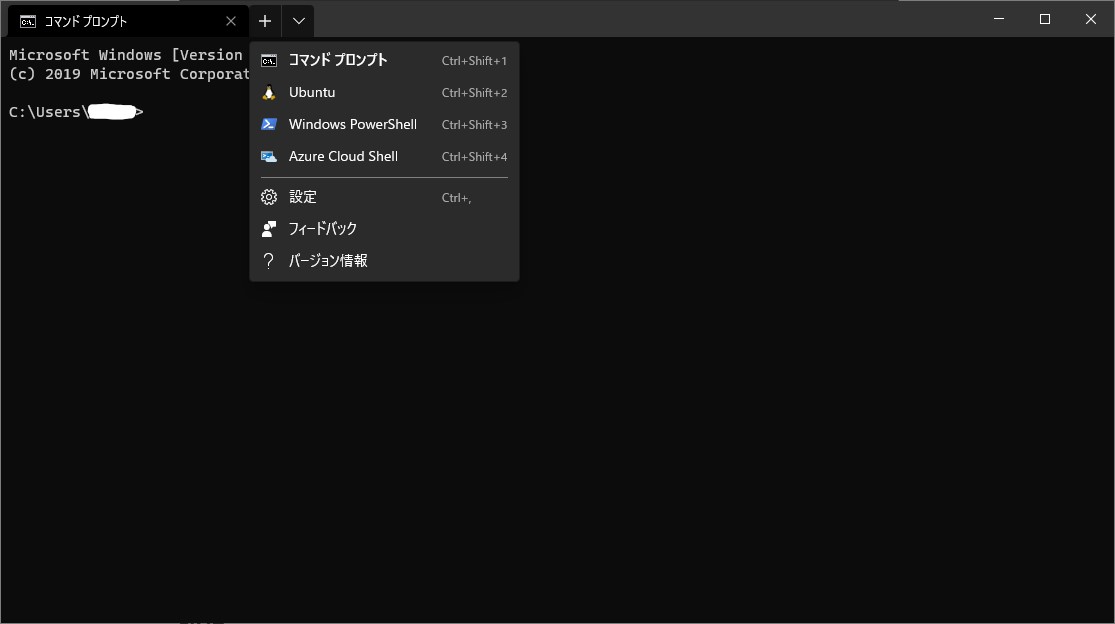 コマンド プロンプト
Microsoft Windows [Version
(c) 2019 Microsoft Corporat
C:\Users\ >
コマンド プロンプト Ctrl+Shift+1
Ubuntu Ctrl+Shift+2
Windows PowerShell Ctrl+Shift+3
Azure Cloud Shell Ctrl+Shift+4
設定 Ctrl+,
フィードバック
バージョン情報